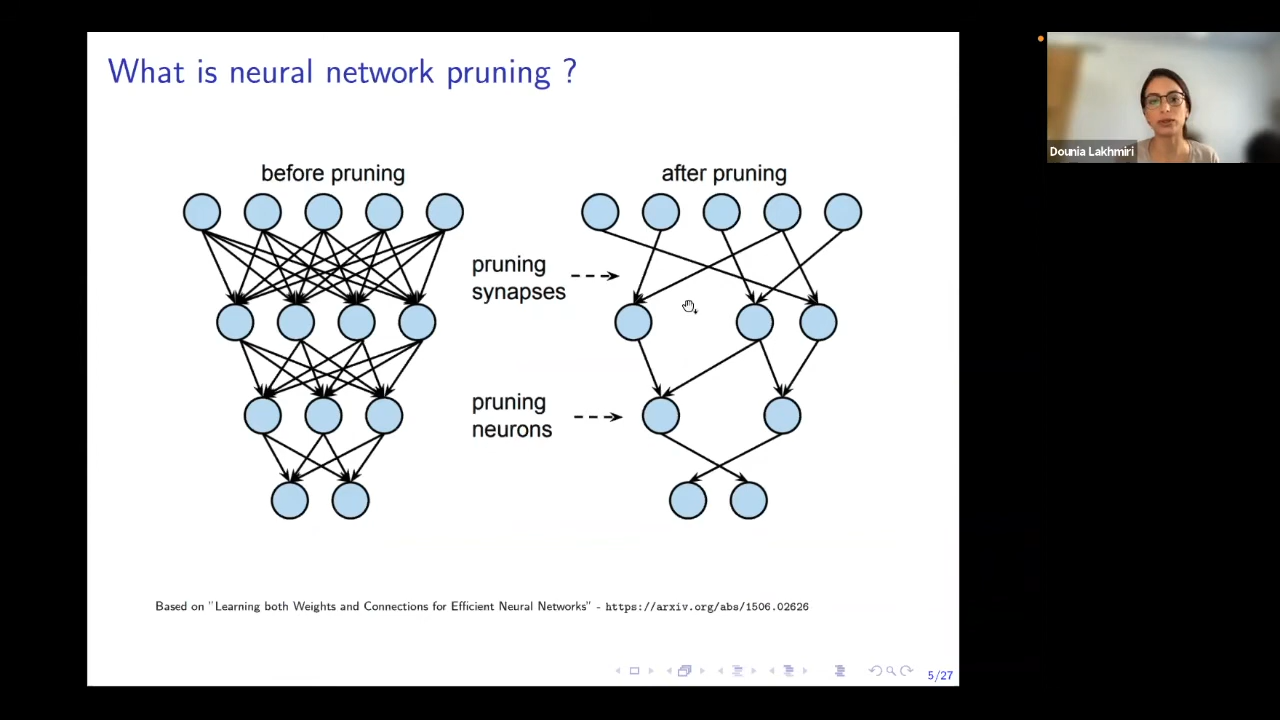 What is neural network pruning ?
before pruning
after pruning
pruning
synapses
pruning
neurons
Based on "Learning both Weights and Connections for Efficient Neural Networks" - https://arxiv.org/abs/1506.02626
5/27
Dounia Lakhmiri